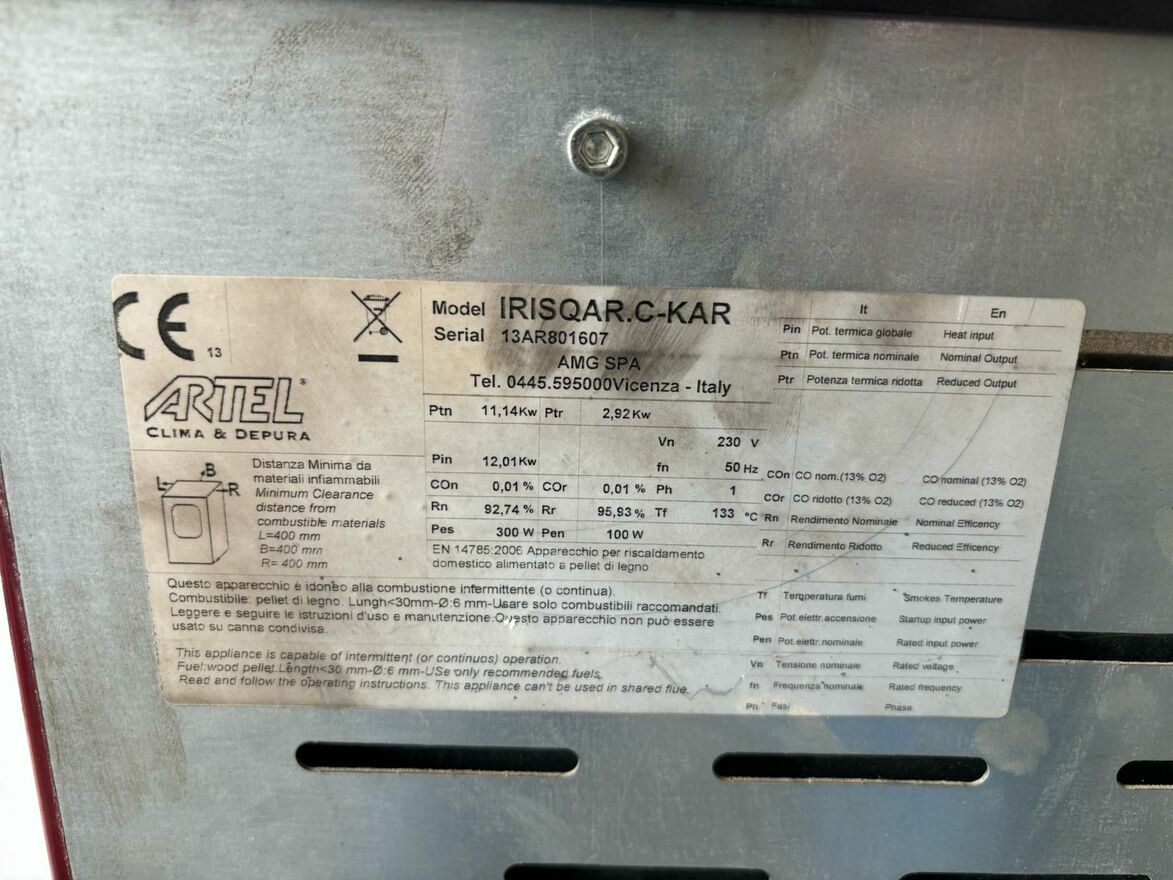 CE 13
ARTEL®
CLIMA & DEPURA
Model IRISQAR.C-KAR
Serial 13AR801607
AMG SPA
Tel. 0445.595000Vicenza - Italy
Ptn 11,14Kw Ptr 2,92Kw
Vn 230 V
Pin 12,01Kw fn 50 Hz
COn 0,01 % COr 0,01 % Ph 1
Rn 92,74 % Rr 95,93 % Tf 133 °C
Pes 300 W Pen 100 W
EN 14785:2006 Apparecchio per riscaldamento
domestico alimentato a pellet di legno
L B R
Distanza Minima da
materiali infiammabili
Minimum Clearance
distance from
combustible materials
L=400 mm
B=400 mm
R= 400 mm
Questo apparecchio è idoneo alla combustione intermittente (o continua).
Combustibile: pellet di legno. Lungh<30mm-Ø:6 mm-Usare solo combustibili raccomandati.
Leggere e seguire le istruzioni d'uso e manutenzione.Questo apparecchio non può essere
usato su canna condivisa.
This appliance is capable of intermittent (or continuos) operation.
Fuel:wood pellet.Length<30 mm-Ø:6 mm-USe only recommended fuels
Read and follow the operating instructions. This appliance can't be used in shared flue.
It En
Pin Pot. termica globale Heat input
Ptn Pot. termica nominale Nominal Output
Ptr Potenza termica ridotta Reduced Output
COn CO nom.(13% O2) CO nominal (13% O2)
COr CO ridotto (13% O2) CO reduced (13% O2)
Rn Rendimento Nominale Nominal Efficency
Rr Rendimento Ridotto Reduced Efficency
Tf Temperatura fumi Smokes Temperature
Pes Pot.elettr.accensione Startup input power
Pen Pot.elettr.nominale Rated input power
Vn Tensione nominale Rated voltage
fn Frequenza nominale Rated frequency
Ph Fasi Phase